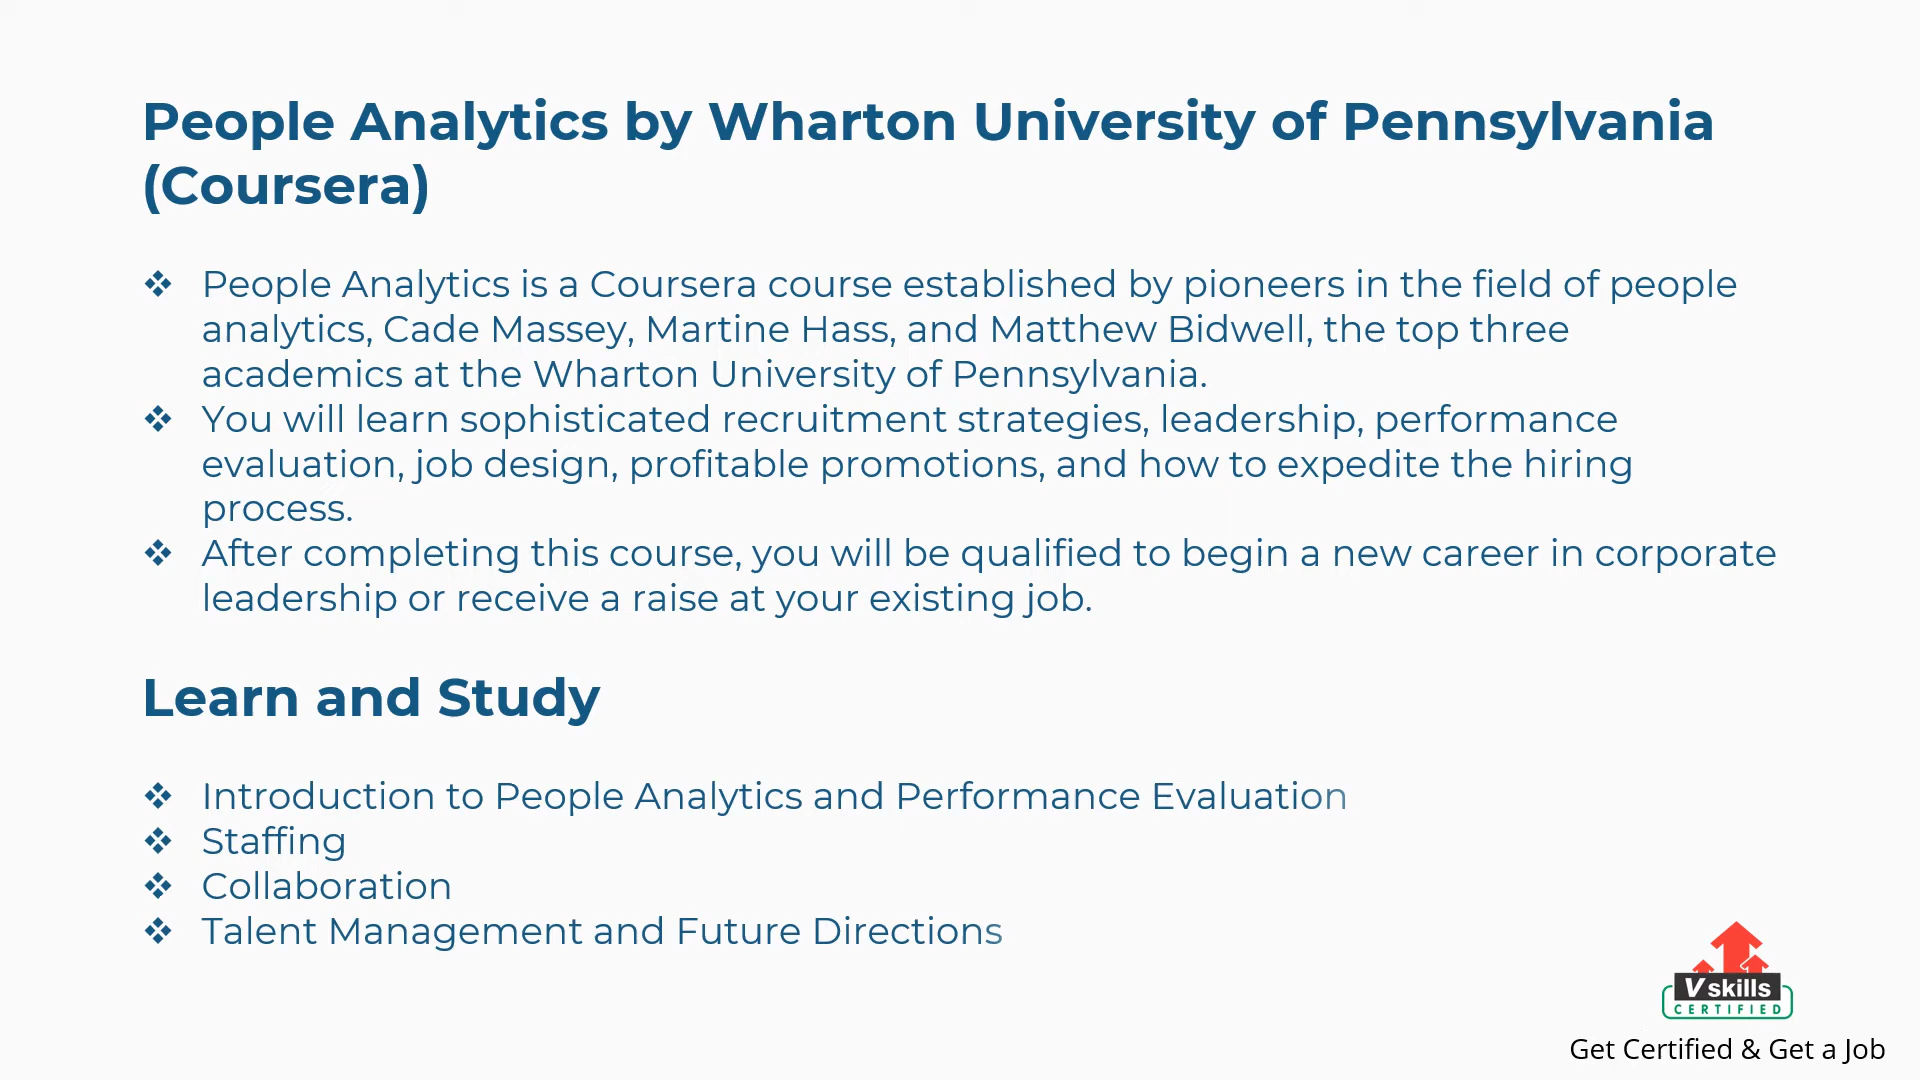 People Analytics by Wharton University of Pennsylvania
(Coursera)
❖ People Analytics is a Coursera course established by pioneers in the field of people
analytics, Cade Massey, Martine Hass, and Matthew Bidwell, the top three
academics at the Wharton University of Pennsylvania.
❖ You will learn sophisticated recruitment strategies, leadership, performance
evaluation, job design, profitable promotions, and how to expedite the hiring
process.
❖ After completing this course, you will be qualified to begin a new career in corporate
leadership or receive a raise at your existing job.
Learn and Study
❖ Introduction to People Analytics and Performance Evaluation
❖ Staffing
❖ Collaboration
❖ Talent Management and Future Directions
Vskills
CERTIFIED
Get Certified & Get a Job